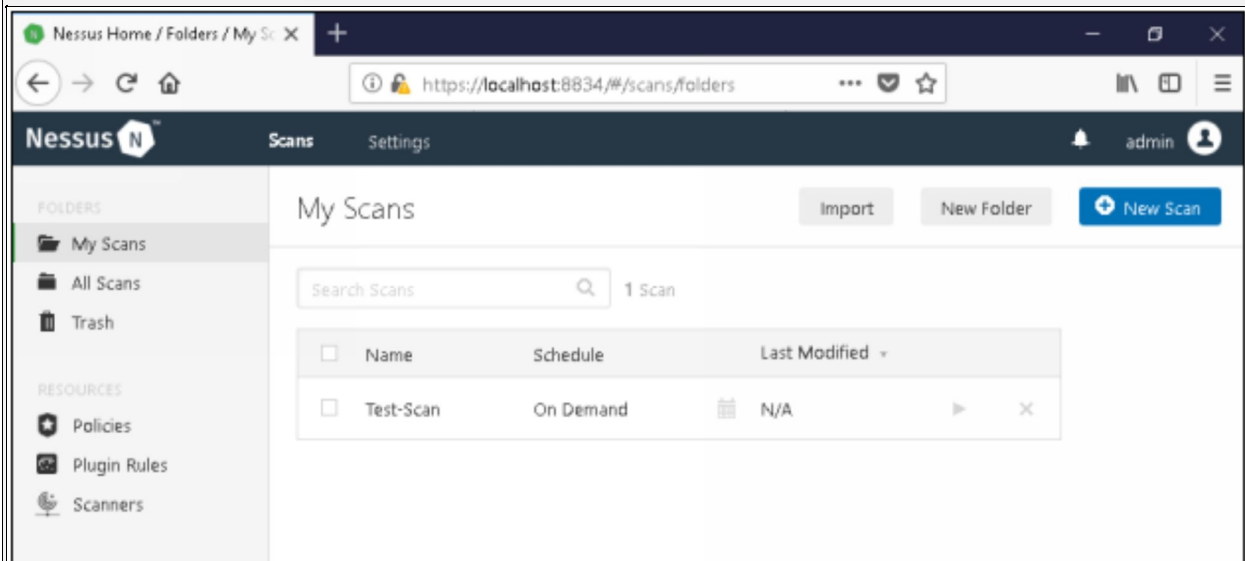 Nessus Home / Folders / My Sc
https://localhost:8834/#/scans/folders
Nessus N
Scans Settings admin
FOLDERS
My Scans
All Scans
Trash
RESOURCES
Policies
Plugin Rules
Scanners
My Scans Import New Folder New Scan
Search Scans 1 Scan
Name Schedule Last Modified
Test-Scan On Demand N/A